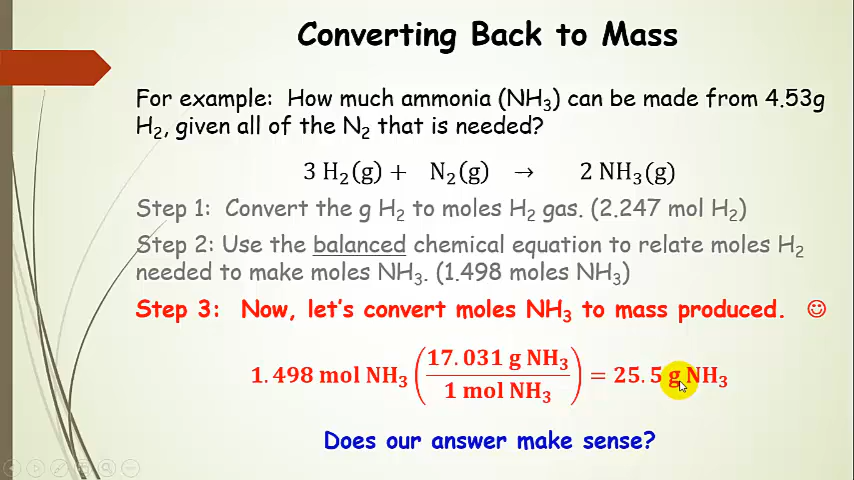 Converting Back to Mass
For example:  How much ammonia (NH₃) can be made from 4.53g
H₂, given all of the N₂ that is needed?
3 H₂(g) +   N₂(g)   →   2 NH₃(g)
Step 1:  Convert the g H₂ to moles H₂ gas. (2.247 mol H₂)
Step 2: Use the balanced chemical equation to relate moles H₂
needed to make moles NH₃. (1.498 moles NH₃)
Step 3:  Now, let's convert moles NH₃ to mass produced.  ☺
1.498 mol NH₃ (17.031 g NH₃ / 1 mol NH₃) = 25.5 g NH₃
Does our answer make sense?